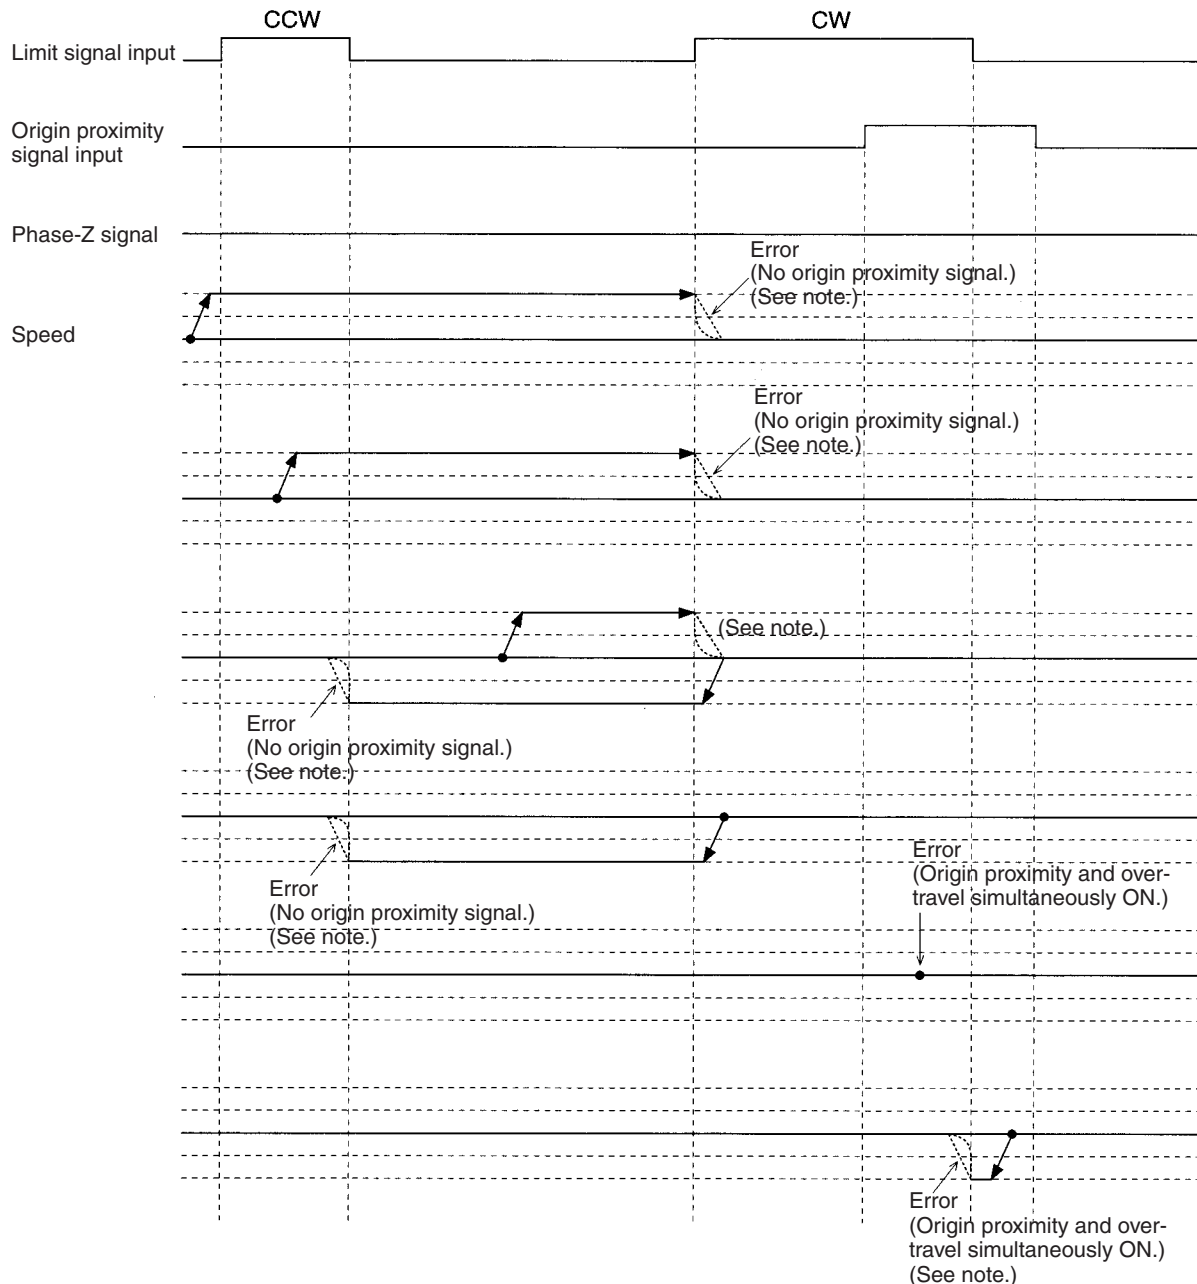 CCW
CW
Limit signal input
Origin proximity
signal input
Phase-Z signal
Error
(No origin proximity signal.)
(See note.)
Speed
Error
(No origin proximity signal.)
(See note.)
(See note.)
Error
(No origin proximity signal.)
(See note.)
Error
(Origin proximity and over-
travel simultaneously ON.)
Error
(No origin proximity signal.)
(See note.)
Error
(Origin proximity and over-
travel simultaneously ON.)
(See note.)